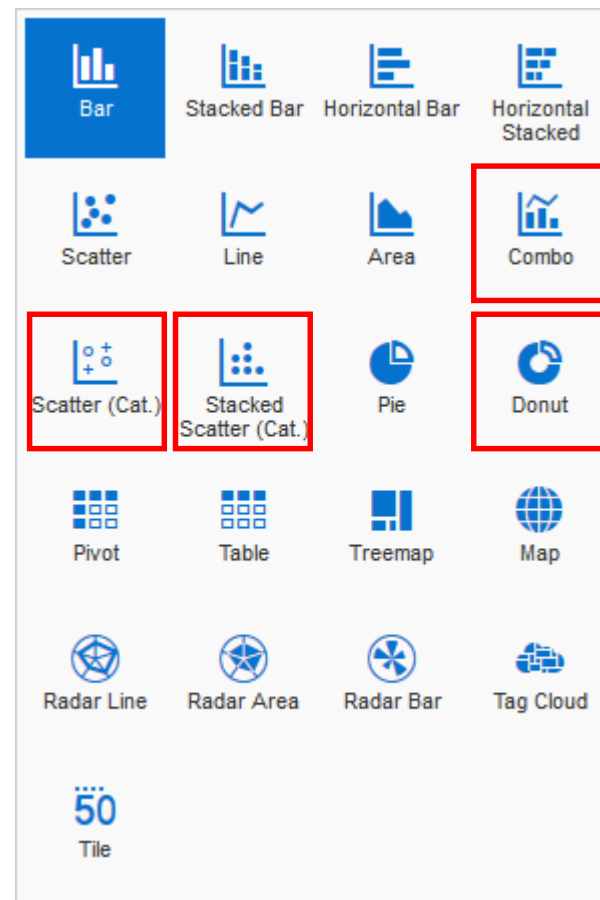 Bar
Stacked Bar
Horizontal Bar
Horizontal
Stacked
Scatter
Line
Area
Combo
Scatter (Cat.)
Stacked
Scatter (Cat.)
Pie
Donut
Pivot
Table
Treemap
Map
Radar Line
Radar Area
Radar Bar
Tag Cloud
50
Tile